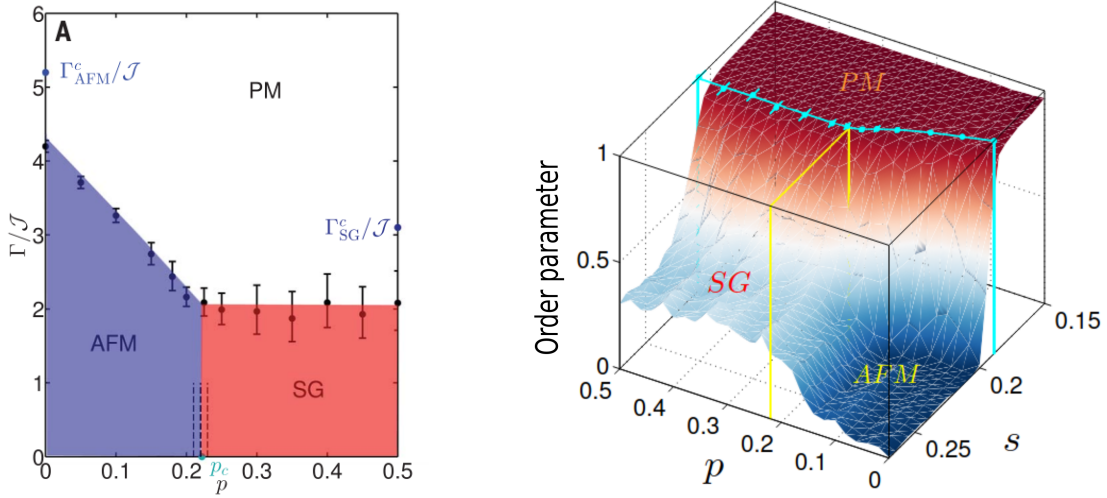 A
6
5
4
3
2
1
0
Γ/𝒥
Γ^c_AFM/𝒥
PM
Γ^c_SG/𝒥
AFM
SG
p_c
0 0.1 0.2 0.3 0.4 0.5
p
Order parameter
1
0.5
0
PM
SG
AFM
0.5 0.4 0.3 0.2 0.1 0
p
0.15
0.2
0.25
s